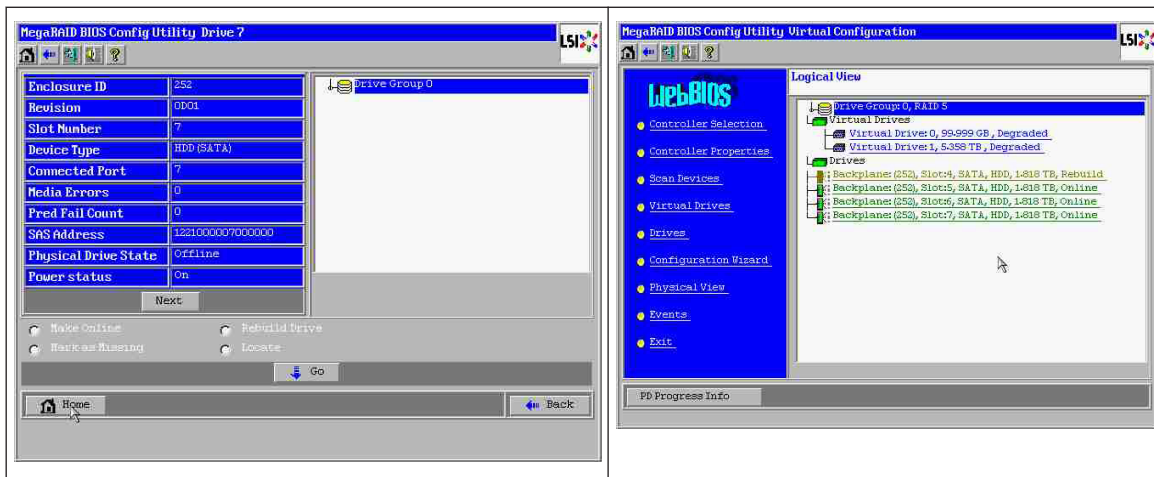 MegaRAID BIOS Config Utility Drive 7
LSI
Enclosure ID 252
Revision 0D01
Slot Number 7
Device Type HDD (SATA)
Connected Port 7
Media Errors 0
Pred Fail Count 0
SAS Address 1221000007000000
Physical Drive State Offline
Power status On
Next
Drive Group 0
Make Online Rebuild Drive
Mark as Missing Locate
Go
Home Back
MegaRAID BIOS Config Utility Virtual Configuration
LSI
WebBIOS
Controller Selection
Controller Properties
Scan Devices
Virtual Drives
Drives
Configuration Wizard
Physical View
Events
Exit
Logical View
Drive Group: 0, RAID 5
Virtual Drives
Virtual Drive: 0, 99.999 GB , Degraded
Virtual Drive: 1, 5.358 TB , Degraded
Drives
Backplane: (252), Slot:4, SATA, HDD, 1.818 TB, Rebuild
Backplane: (252), Slot:5, SATA, HDD, 1.818 TB, Online
Backplane: (252), Slot:6, SATA, HDD, 1.818 TB, Online
Backplane: (252), Slot:7, SATA, HDD, 1.818 TB, Online
PD Progress Info